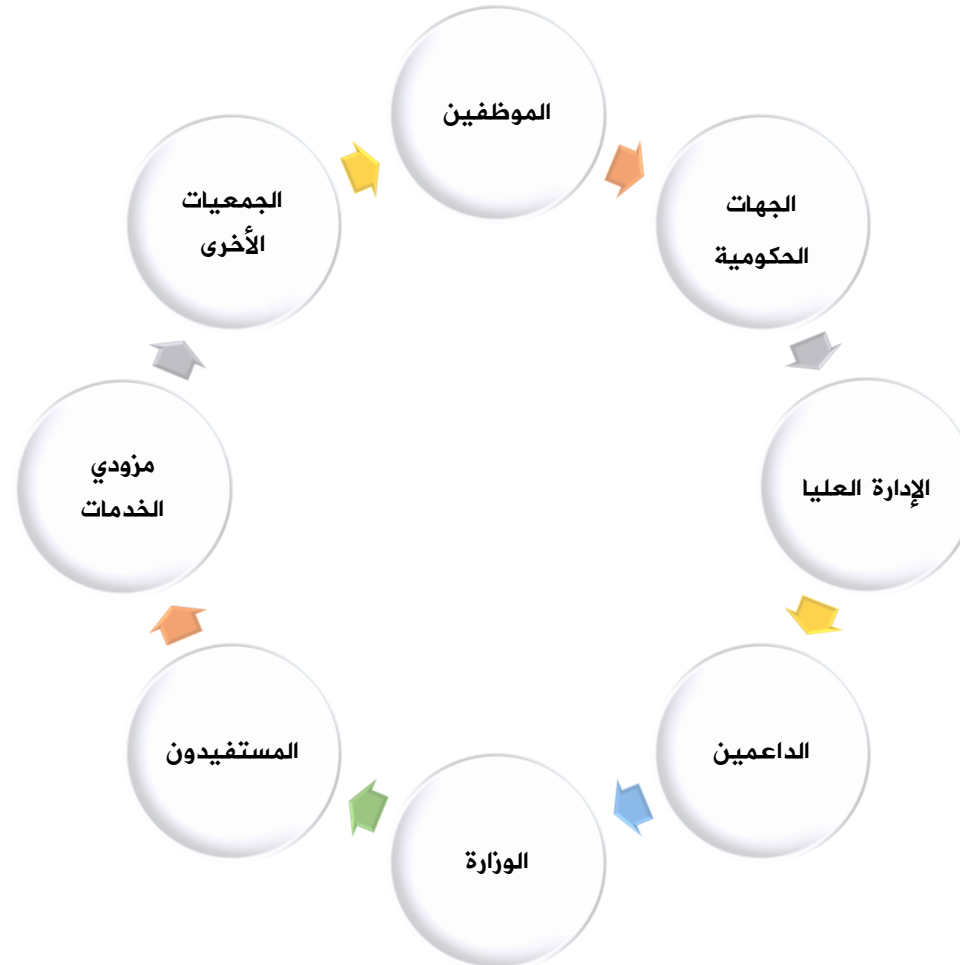 الموظفين
الجهات
الحكومية
الإدارة العليا
الداعمين
الوزارة
المستفيدون
مزودي
الخدمات
الجمعيات
الأخرى